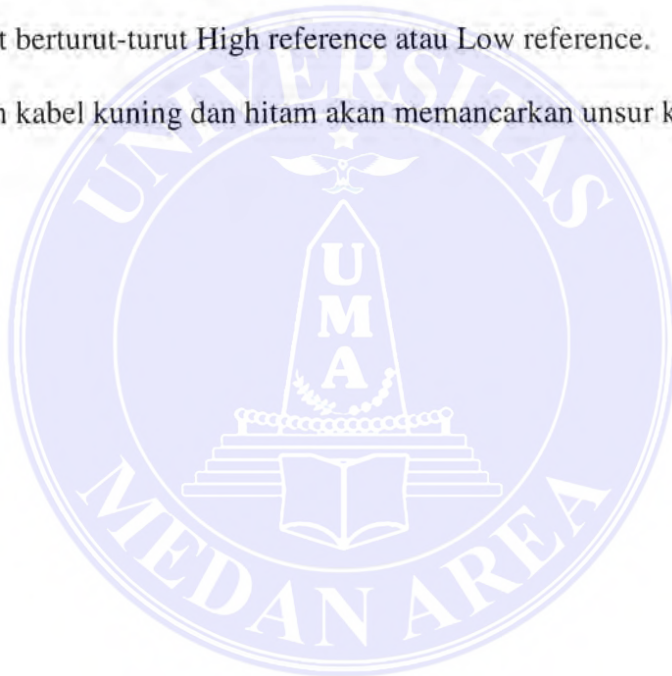 t berturut-turut High reference atau Low reference.
n kabel kuning dan hitam akan memancarkan unsur k
UNIVERSITAS
UMA
MEDAN AREA